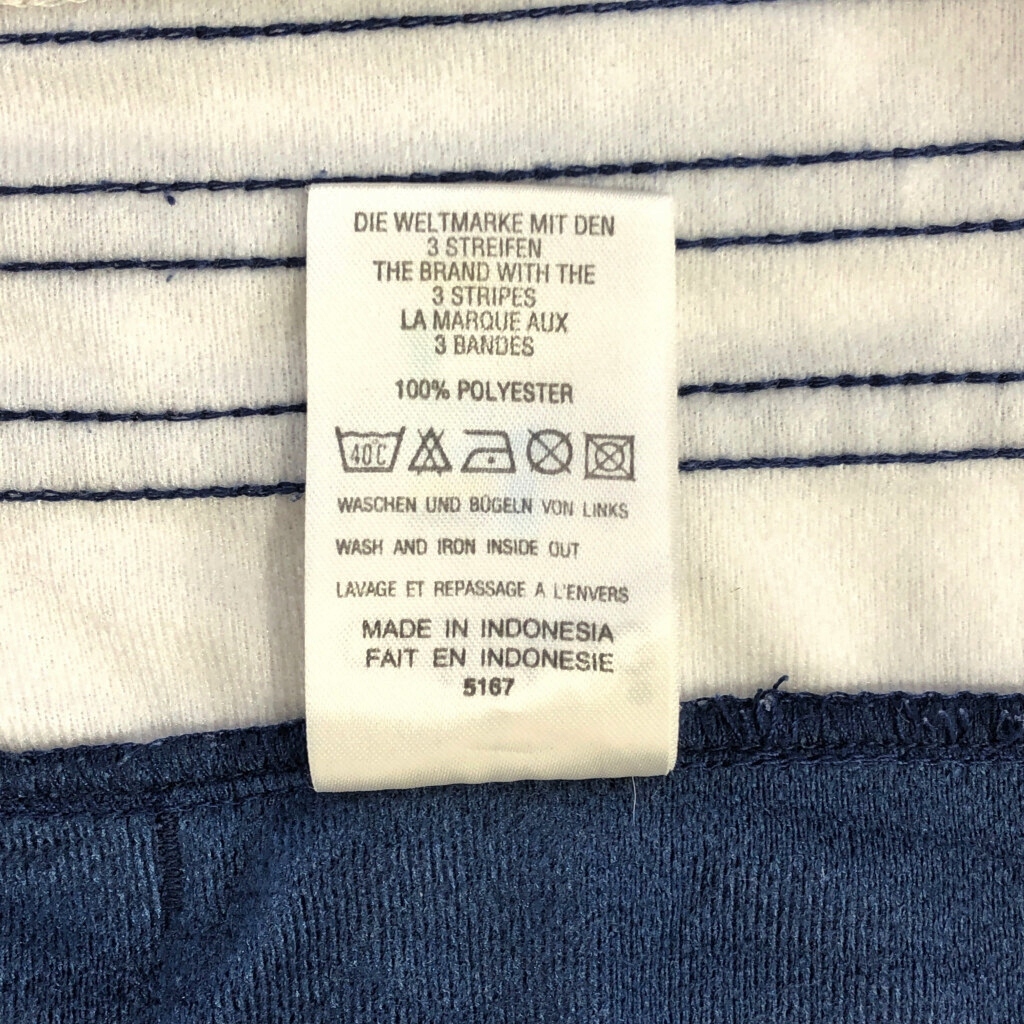 DIE WELTMARKE MIT DEN
3 STREIFEN
THE BRAND WITH THE
3 STRIPES
LA MARQUE AUX
3 BANDES
100% POLYESTER
40C
WASCHEN UND BÜGELN VON LINKS
WASH AND IRON INSIDE OUT
LAVAGE ET REPASSAGE A L'ENVERS
MADE IN INDONESIA
FAIT EN INDONESIE
5167